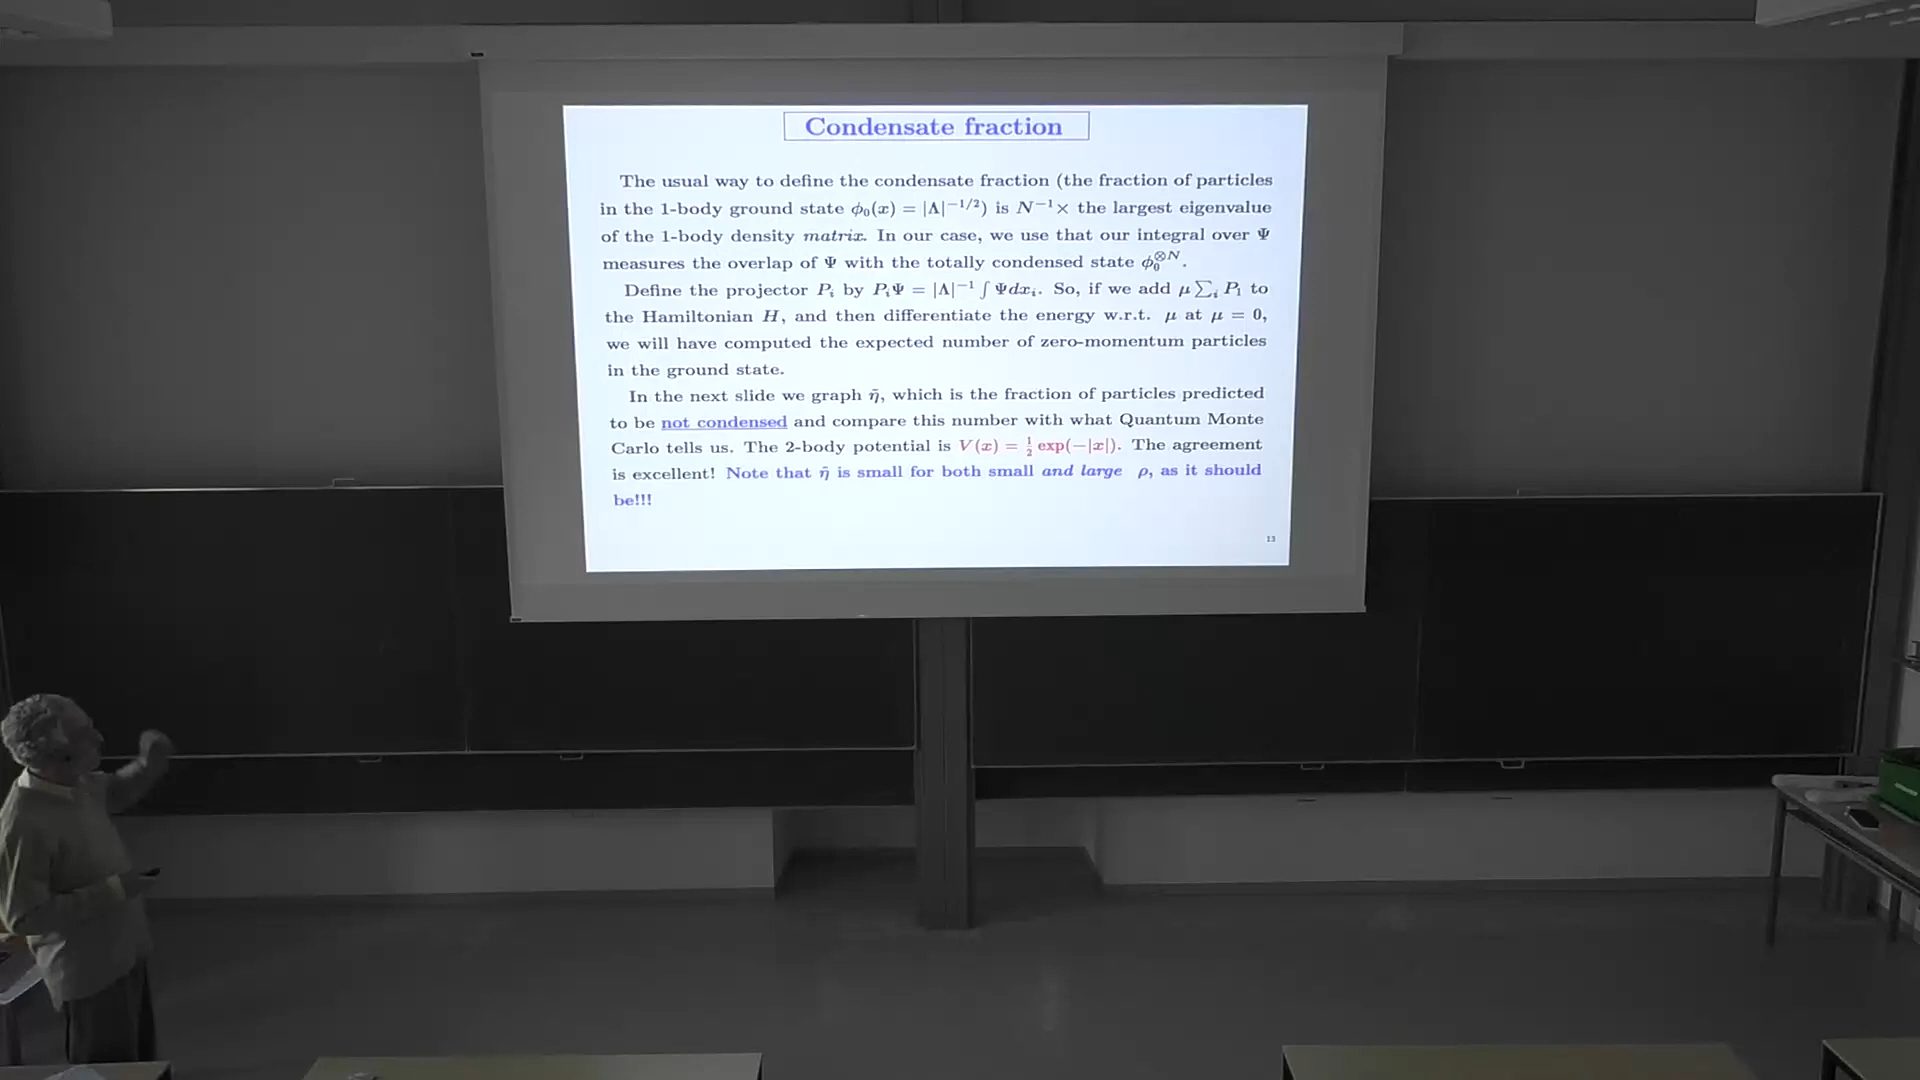 Condensate fraction
The usual way to define the condensate fraction (the fraction of particles
in the 1-body ground state ϕ₀(x) = |Λ|^{−1/2}) is N^{−1}× the largest eigenvalue
of the 1-body density matrix. In our case, we use that our integral over Ψ
measures the overlap of Ψ with the totally condensed state ϕ₀^{⊗N}.
Define the projector P_i by P_iΨ = |Λ|^{−1} ∫ Ψdx_i. So, if we add μ∑_i P_i to
the Hamiltonian H, and then differentiate the energy w.r.t. μ at μ = 0,
we will have computed the expected number of zero-momentum particles
in the ground state.
In the next slide we graph η̃, which is the fraction of particles predicted
to be not condensed and compare this number with what Quantum Monte
Carlo tells us. The 2-body potential is V(x) = ½ exp(−|x|). The agreement
is excellent! Note that η̃ is small for both small and large ρ, as it should
be!!!
13